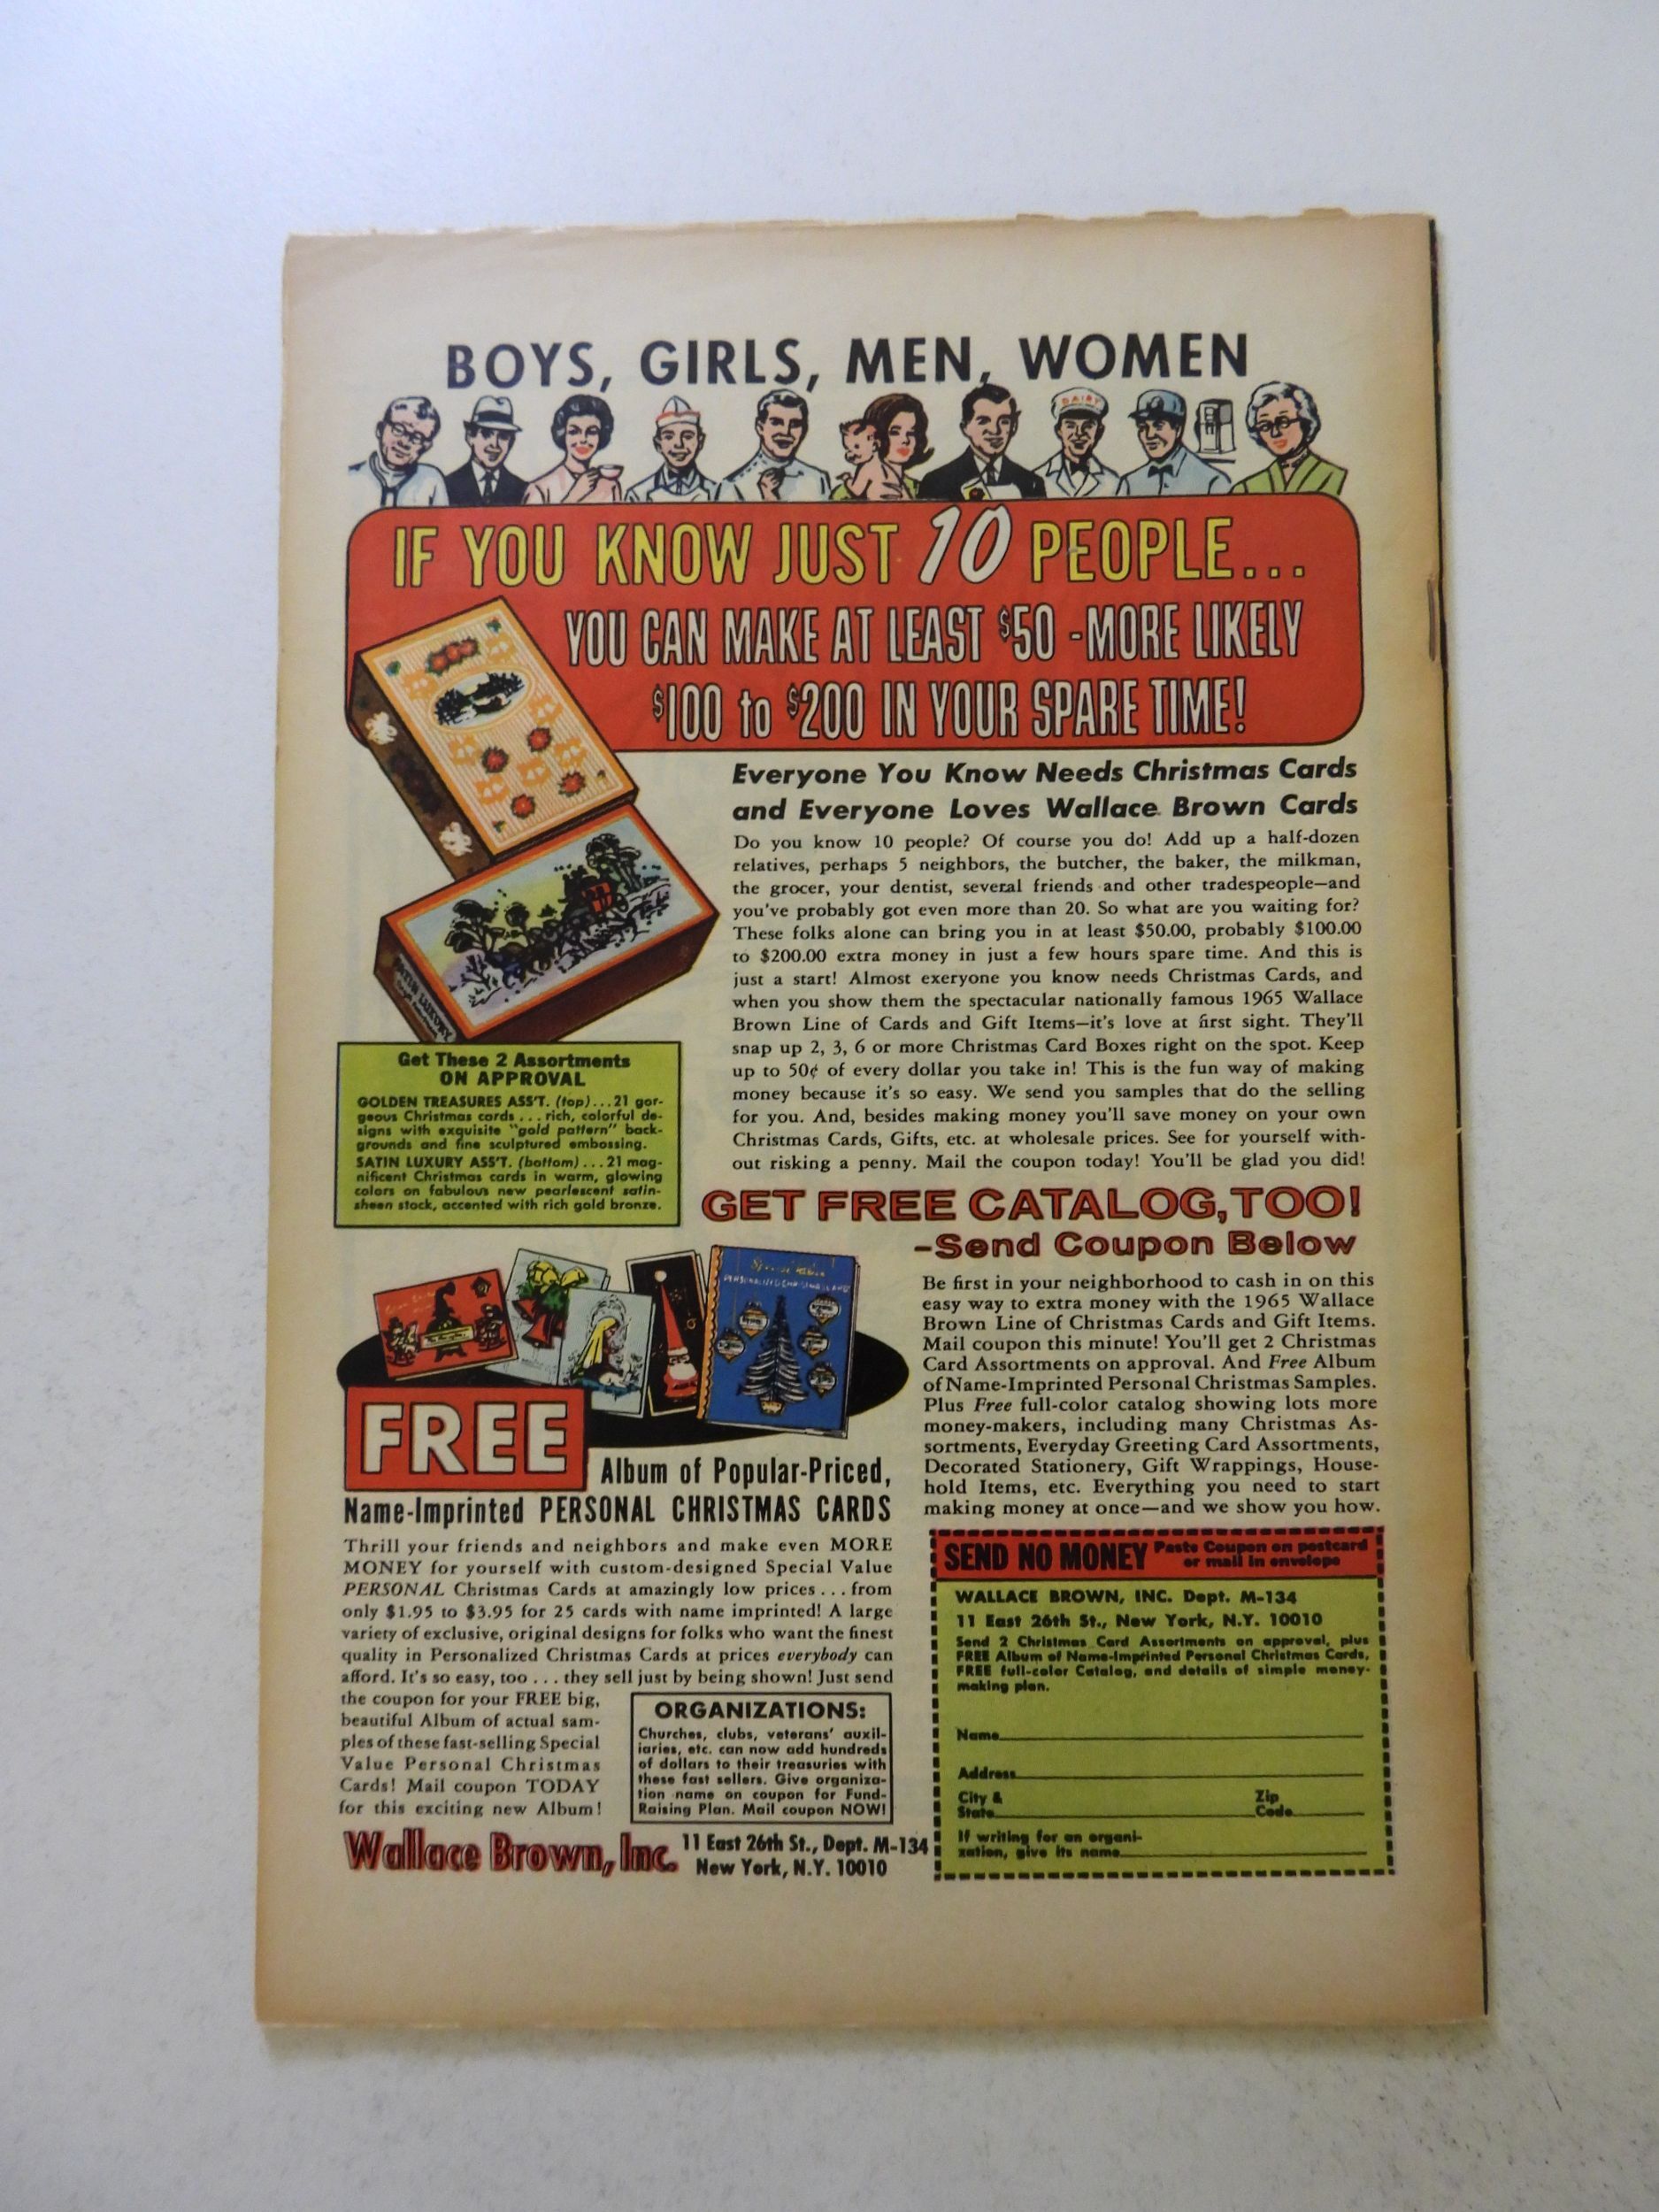 BOYS, GIRLS, MEN, WOMEN
DAIRY
IF YOU KNOW JUST 10 PEOPLE...
YOU CAN MAKE AT LEAST $50 - MORE LIKELY
$100 to $200 IN YOUR SPARE TIME!
Everyone You Know Needs Christmas Cards
and Everyone Loves Wallace Brown Cards
Do you know 10 people? Of course you do! Add up a half-dozen
relatives, perhaps 5 neighbors, the butcher, the baker, the milkman,
the grocer, your dentist, several friends and other tradespeople—and
you've probably got even more than 20. So what are you waiting for?
These folks alone can bring you in at least $50.00, probably $100.00
to $200.00 extra money in just a few hours spare time. And this is
just a start! Almost exeryone you know needs Christmas Cards, and
when you show them the spectacular nationally famous 1965 Wallace
Brown Line of Cards and Gift Items—it's love at first sight. They'll
snap up 2, 3, 6 or more Christmas Card Boxes right on the spot. Keep
up to 50¢ of every dollar you take in! This is the fun way of making
money because it's so easy. We send you samples that do the selling
for you. And, besides making money you'll save money on your own
Christmas Cards, Gifts, etc. at wholesale prices. See for yourself with-
out risking a penny. Mail the coupon today! You'll be glad you did!
SATIN LUXURY
Get These 2 Assortments
ON APPROVAL
GOLDEN TREASURES ASS'T. (top)...21 gor-
geous Christmas cards...rich, colorful de-
signs with exquisite "gold pattern" back-
grounds and fine sculptured embossing.
SATIN LUXURY ASS'T. (bottom)...21 mag-
nificent Christmas cards in warm, glowing
colors on fabulous new pearlescent satin-
sheen stock, accented with rich gold bronze.
GET FREE CATALOG, TOO!
-Send Coupon Below
Be first in your neighborhood to cash in on this
easy way to extra money with the 1965 Wallace
Brown Line of Christmas Cards and Gift Items.
Mail coupon this minute! You'll get 2 Christmas
Card Assortments on approval. And Free Album
of Name-Imprinted Personal Christmas Samples.
Plus Free full-color catalog showing lots more
money-makers, including many Christmas As-
sortments, Everyday Greeting Card Assortments,
Decorated Stationery, Gift Wrappings, House-
hold Items, etc. Everything you need to start
making money at once—and we show you how.
FREE
Album of Popular-Priced,
Name-Imprinted PERSONAL CHRISTMAS CARDS
Thrill your friends and neighbors and make even MORE
MONEY for yourself with custom-designed Special Value
PERSONAL Christmas Cards at amazingly low prices...from
only $1.95 to $3.95 for 25 cards with name imprinted! A large
variety of exclusive, original designs for folks who want the finest
quality in Personalized Christmas Cards at prices everybody can
afford. It's so easy, too...they sell just by being shown! Just send
the coupon for your FREE big,
beautiful Album of actual sam-
ples of these fast-selling Special
Value Personal Christmas
Cards! Mail coupon TODAY
for this exciting new Album!
ORGANIZATIONS:
Churches, clubs, veterans' auxil-
iaries, etc. can now add hundreds
of dollars to their treasuries with
these fast sellers. Give organiza-
tion name on coupon for Fund-
Raising Plan. Mail coupon NOW!
Wallace Brown, Inc. 11 East 26th St., Dept. M-134
New York, N.Y. 10010
SEND NO MONEY Paste Coupon on postcard
or mail in envelope
WALLACE BROWN, INC. Dept. M-134
11 East 26th St., New York, N.Y. 10010
Send 2 Christmas Card Assortments on approval, plus
FREE Album of Name-Imprinted Personal Christmas Cards,
FREE full-color Catalog, and details of simple money-
making plan.
Name
Address
City &
State
Zip
Code
If writing for an organi-
zation, give its name